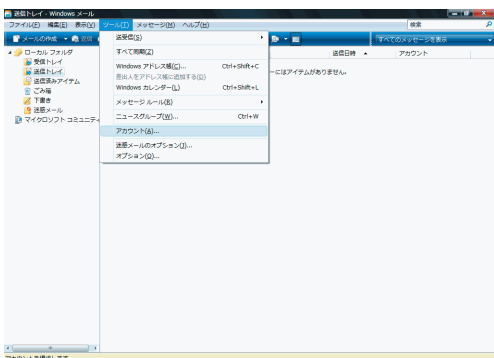 送信トレイ - Windows メール
ファイル(F) 編集(E) 表示(V) ツール(T) メッセージ(M) ヘルプ(H)
検索
メールの作成 返信
すべてのメッセージを表示
ローカル フォルダ
受信トレイ
送信トレイ
送信済みアイテム
ごみ箱
下書き
迷惑メール
マイクロソフト コミュニティ
送受信(S)
すべて同期(Z)
Windows アドレス帳(C)... Ctrl+Shift+C
差出人をアドレス帳に追加する(D)
Windows カレンダー(L) Ctrl+Shift+L
メッセージ ルール(R)
ニュースグループ(W)... Ctrl+W
アカウント(A)...
迷惑メールのオプション(J)...
オプション(O)...
送信日時 アカウント
ーにはアイテムがありません。
アカウントを構成します